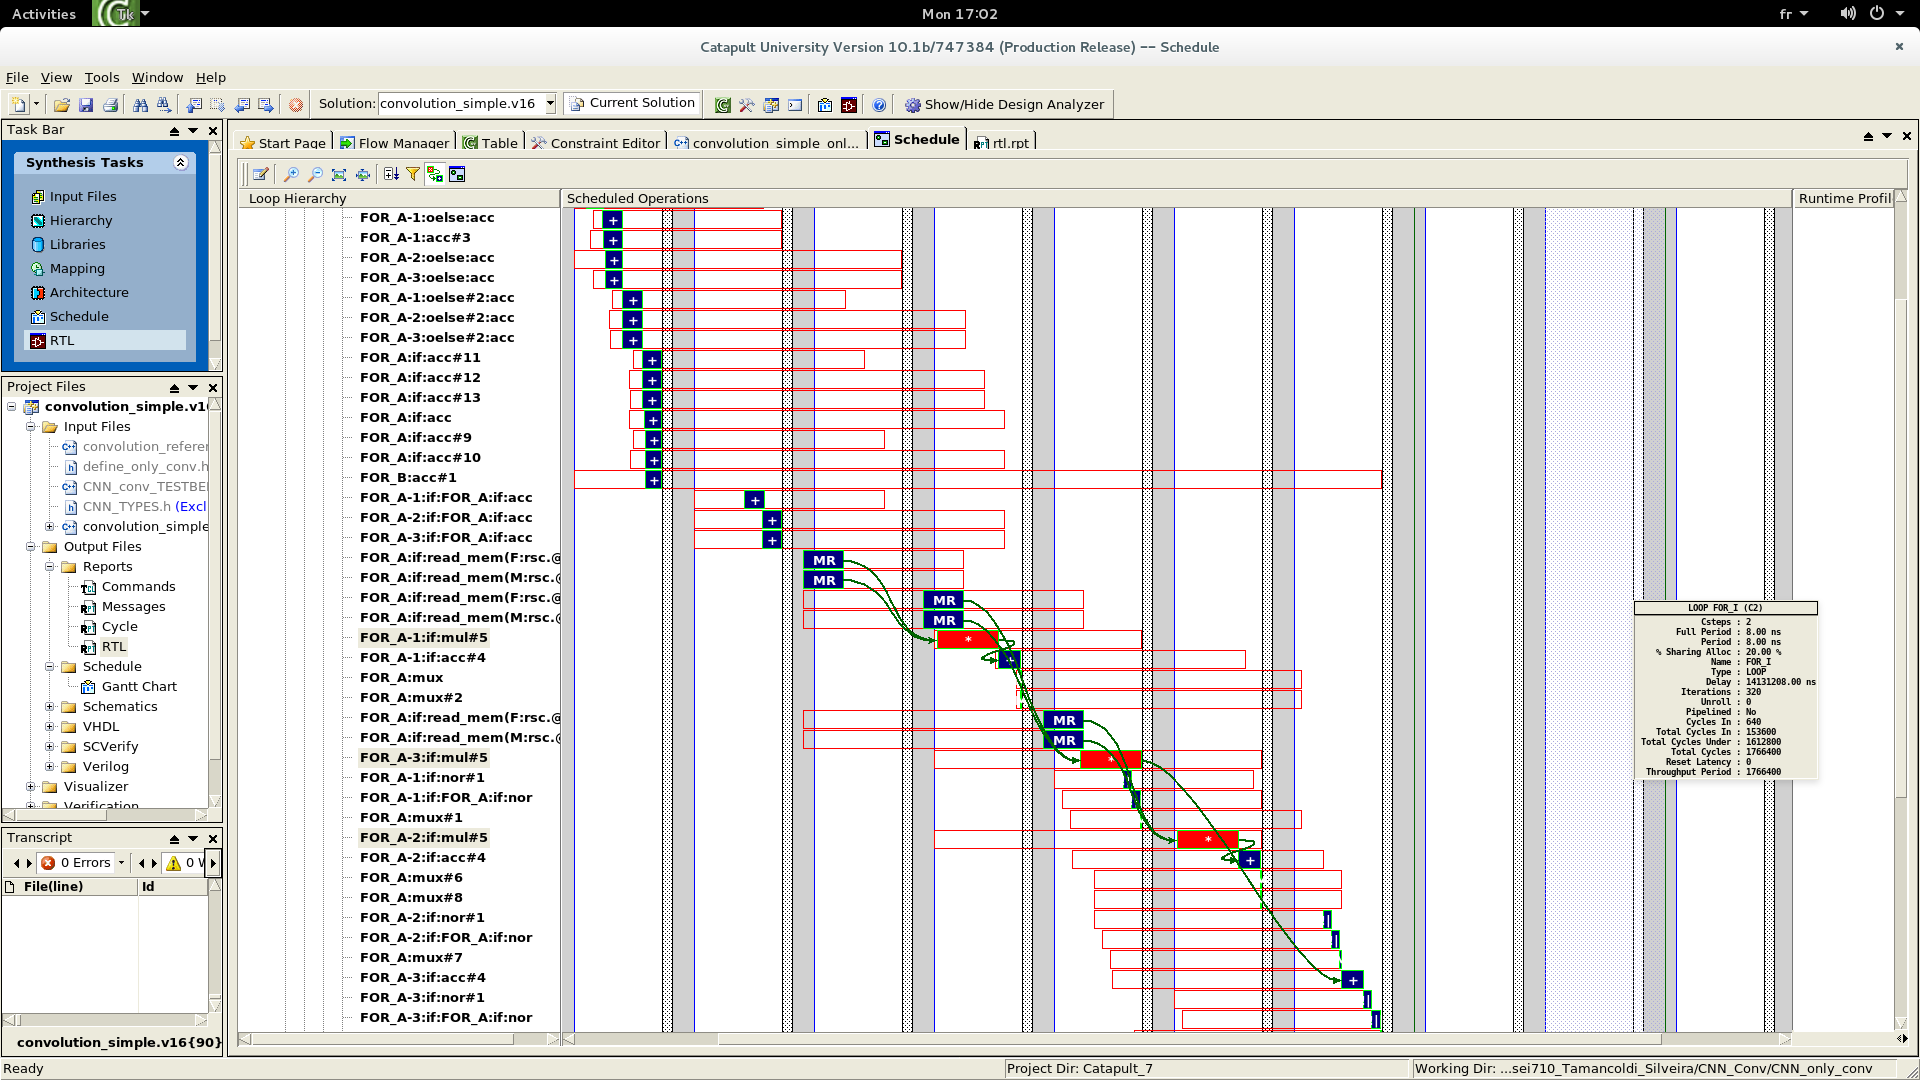 Activities
Tk
Mon 17:02
fr
Catapult University Version 10.1b/747384 (Production Release) -- Schedule
File View Tools Window Help
Solution: convolution_simple.v16 Current Solution Show/Hide Design Analyzer
Task Bar
Synthesis Tasks
Input Files
Hierarchy
Libraries
Mapping
Architecture
Schedule
RTL
Project Files
convolution_simple.v1
Input Files
convolution_refere
define_only_conv.h
CNN_conv_TESTBE
CNN_TYPES.h (Excl
convolution_simple
Output Files
Reports
Commands
Messages
Cycle
RTL
Schedule
Gantt Chart
Schematics
VHDL
SCVerify
Verilog
Visualizer
Verification
Transcript
0 Errors 0 W
File(line) Id
convolution_simple.v16{90}
Start Page Flow Manager Table Constraint Editor convolution_simple_onl... Schedule rtl.rpt
Loop Hierarchy Scheduled Operations Runtime Profil
FOR_A-1:oelse:acc +
FOR_A-1:acc#3 +
FOR_A-2:oelse:acc +
FOR_A-3:oelse:acc +
FOR_A-1:oelse#2:acc +
FOR_A-2:oelse#2:acc +
FOR_A-3:oelse#2:acc +
FOR_A:if:acc#11 +
FOR_A:if:acc#12 +
FOR_A:if:acc#13 +
FOR_A:if:acc +
FOR_A:if:acc#9 +
FOR_A:if:acc#10 +
FOR_B:acc#1 +
FOR_A-1:if:FOR_A:if:acc +
FOR_A-2:if:FOR_A:if:acc +
FOR_A-3:if:FOR_A:if:acc +
FOR_A:if:read_mem(F:rsc.@ MR
FOR_A:if:read_mem(M:rsc.@ MR
FOR_A:if:read_mem(F:rsc.@ MR
FOR_A:if:read_mem(M:rsc.@ MR
FOR_A-1:if:mul#5 *
FOR_A-1:if:acc#4 +
FOR_A:mux
FOR_A:mux#2
FOR_A:if:read_mem(F:rsc.@ MR
FOR_A:if:read_mem(M:rsc.@ MR
FOR_A-3:if:mul#5 *
FOR_A-1:if:nor#1
FOR_A-1:if:FOR_A:if:nor
FOR_A:mux#1
FOR_A-2:if:mul#5 *
FOR_A-2:if:acc#4 +
FOR_A:mux#6
FOR_A:mux#8
FOR_A-2:if:nor#1
FOR_A-2:if:FOR_A:if:nor
FOR_A:mux#7
FOR_A-3:if:acc#4 +
FOR_A-3:if:nor#1
FOR_A-3:if:FOR_A:if:nor
LOOP FOR_I (C2)
Csteps : 2
Full Period : 8.00 ns
Period : 8.00 ns
% Sharing Alloc : 20.00 %
Name : FOR_I
Type : LOOP
Delay : 14131208.00 ns
Iterations : 320
Unroll : 0
Pipelined : No
Cycles In : 640
Total Cycles In : 153600
Total Cycles Under : 1612800
Total Cycles : 1766400
Reset Latency : 0
Throughput Period : 1766400
Ready
Project Dir: Catapult_7
Working Dir: ...sei710_Tamancoldi_Silveira/CNN_Conv/CNN_only_conv